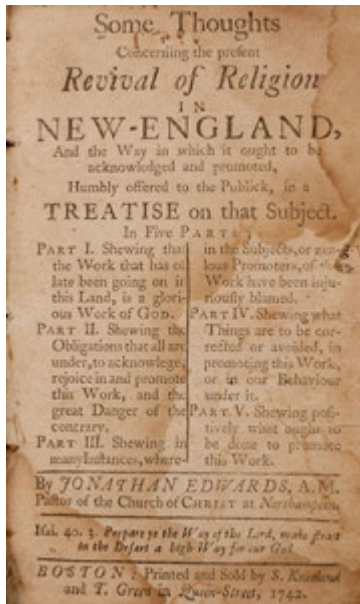 Some Thoughts
Concerning the present
Revival of Religion
IN
NEW-ENGLAND,
And the Way in which it ought to be
acknowledged and promoted,
Humbly offered to the Publick, in a
TREATISE on that Subject.
In Five PARTS;
PART I. Shewing that
the Work that has of
late been going on in
this Land, is a glori-
ous Work of GOD.
PART II. Shewing the
Obligations that all are
under, to acknowlege,
rejoice in and promote
this Work, and the
great Danger of the
contrary.
PART III. Shewing in
many Instances, where-
in the Subjects, or zea-
lous Promoters, of the
Work have been inju-
riously blamed.
PART IV. Shewing what
Things are to be cor-
rected or avoided, in
promoting this Work,
or in our Behaviour
under it.
PART V. Shewing posi-
tively what ought to
be done to promote
this Work.
By JONATHAN EDWARDS, A.M.
Pastor of the Church of CHRIST at Northampton.
Isai. 40. 3. Prepare ye the Way of the Lord, make strait
in the Desart a high Way for our God.
BOSTON: Printed and Sold by S. Kneeland
and T. Green in Queen-Street, 1742.